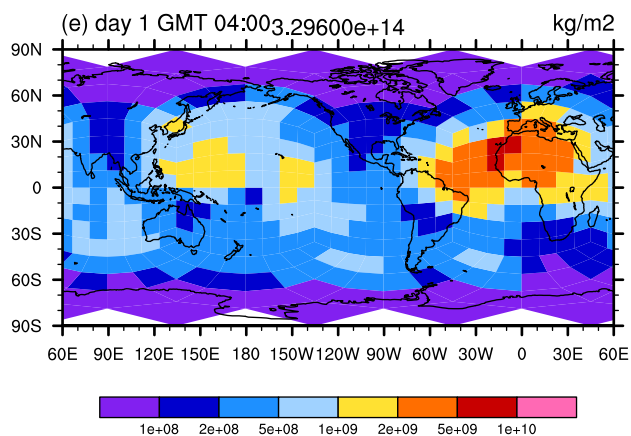 (e) day 1 GMT 04:00 3.29600e+14 kg/m2
90N
60N
30N
0
30S
60S
90S
60E 90E 120E 150E 180 150W 120W 90W 60W 30W 0 30E 60E
1e+08 2e+08 5e+08 1e+09 2e+09 5e+09 1e+10